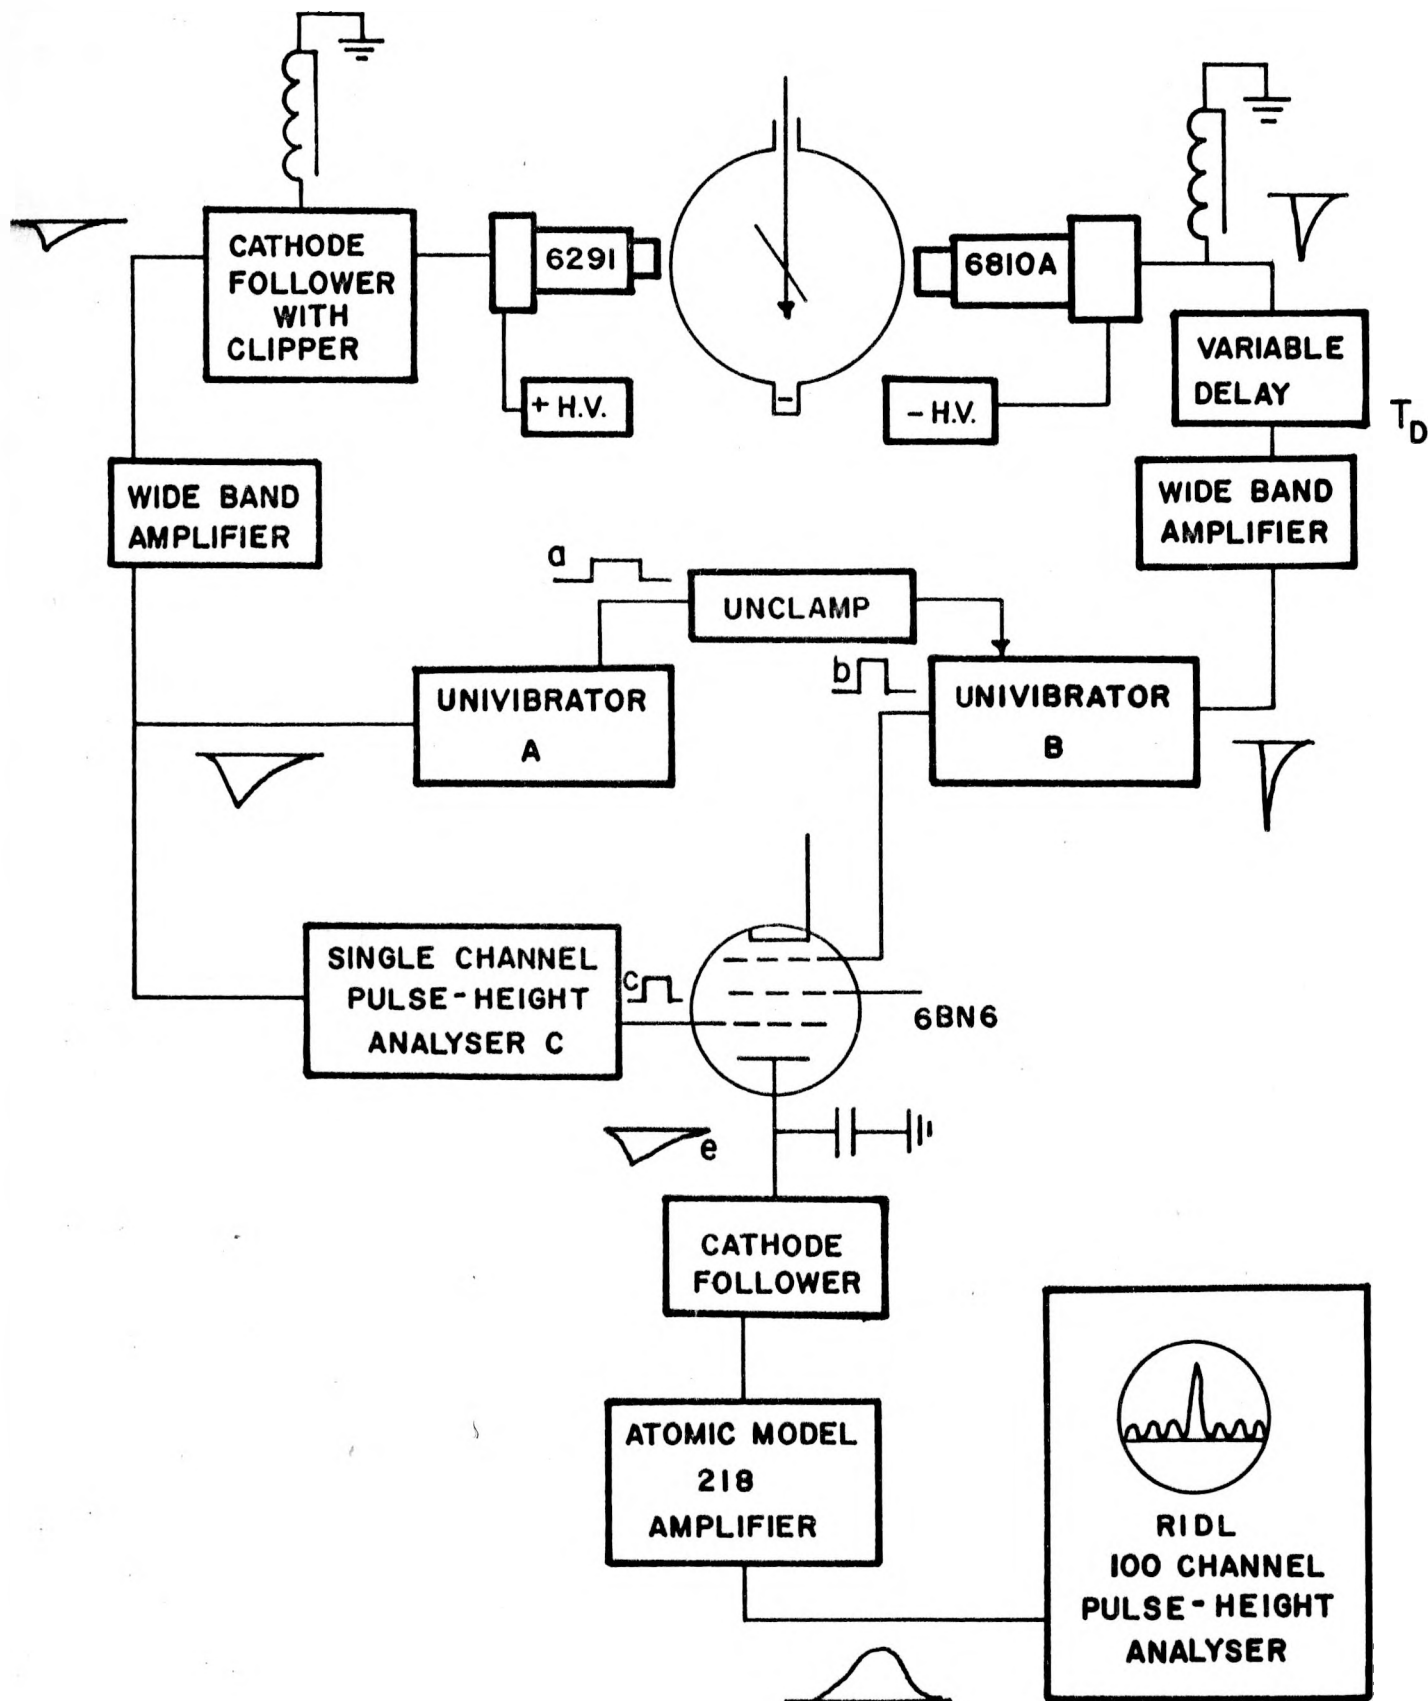 CATHODE
FOLLOWER
WITH
CLIPPER
6291
6810A
+ H.V.
-
- H.V.
VARIABLE
DELAY
T_D
WIDE BAND
AMPLIFIER
WIDE BAND
AMPLIFIER
a
UNCLAMP
b
UNIVIBRATOR
A
UNIVIBRATOR
B
SINGLE CHANNEL
PULSE-HEIGHT
ANALYSER C
c
6BN6
e
CATHODE
FOLLOWER
ATOMIC MODEL
218
AMPLIFIER
RIDL
100 CHANNEL
PULSE-HEIGHT
ANALYSER